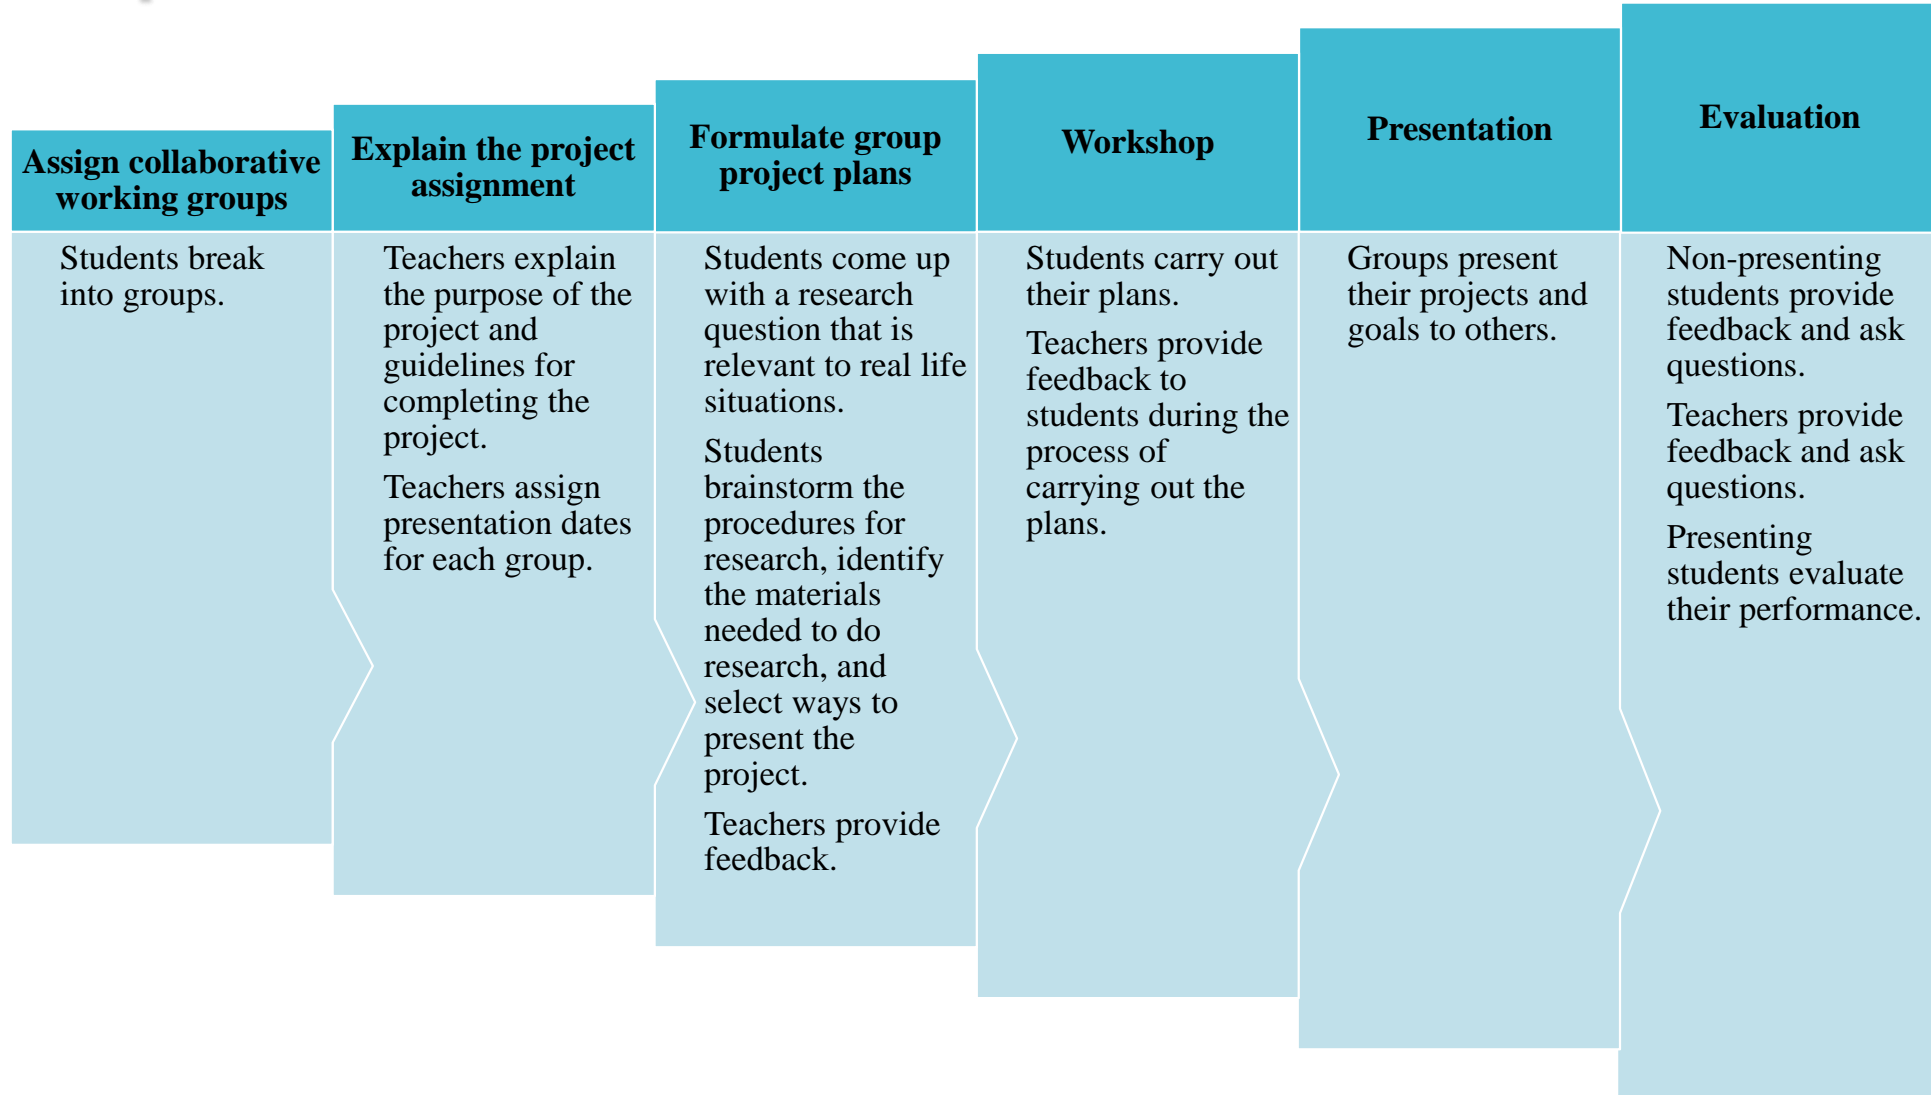 Assign collaborative
working groups
Students break
into groups.
Explain the project
assignment
Teachers explain
the purpose of the
project and
guidelines for
completing the
project.
Teachers assign
presentation dates
for each group.
Formulate group
project plans
Students come up
with a research
question that is
relevant to real life
situations.
Students
brainstorm the
procedures for
research, identify
the materials
needed to do
research, and
select ways to
present the
project.
Teachers provide
feedback.
Workshop
Students carry out
their plans.
Teachers provide
feedback to
students during the
process of
carrying out the
plans.
Presentation
Groups present
their projects and
goals to others.
Evaluation
Non-presenting
students provide
feedback and ask
questions.
Teachers provide
feedback and ask
questions.
Presenting
students evaluate
their performance.